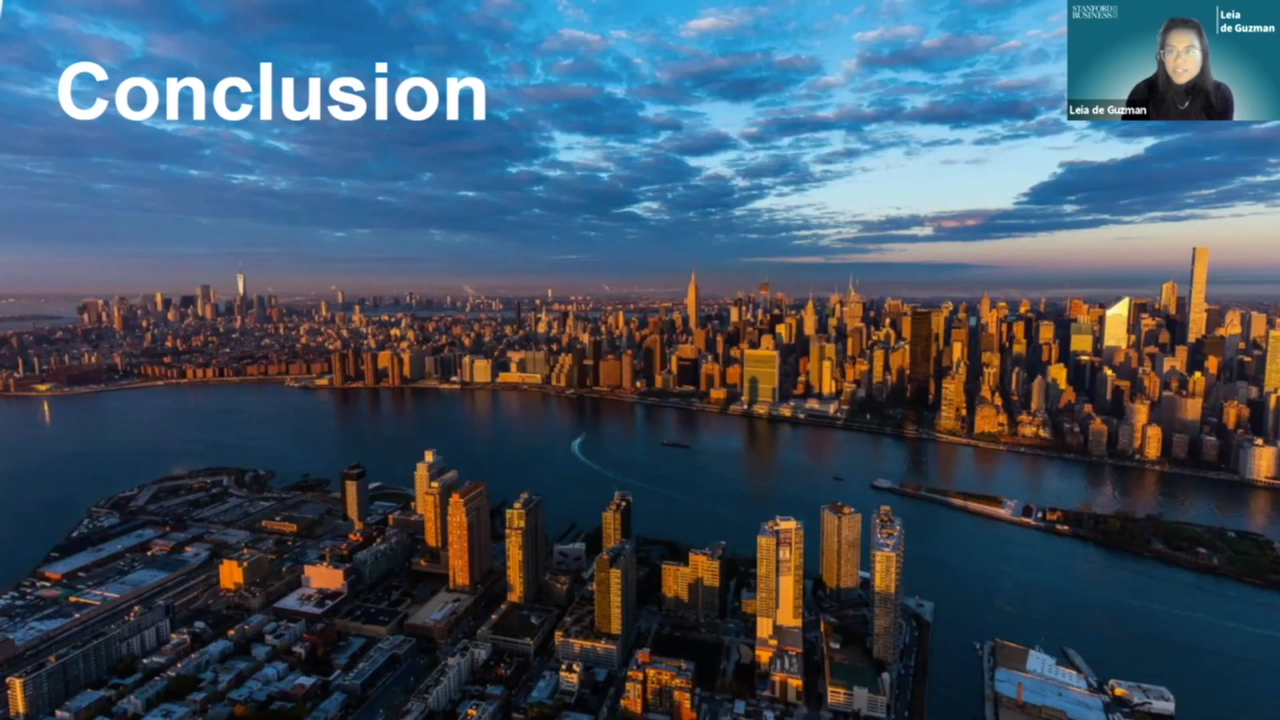 Conclusion
STANFORD
BUSINESS
Leia
de Guzman
Leia de Guzman